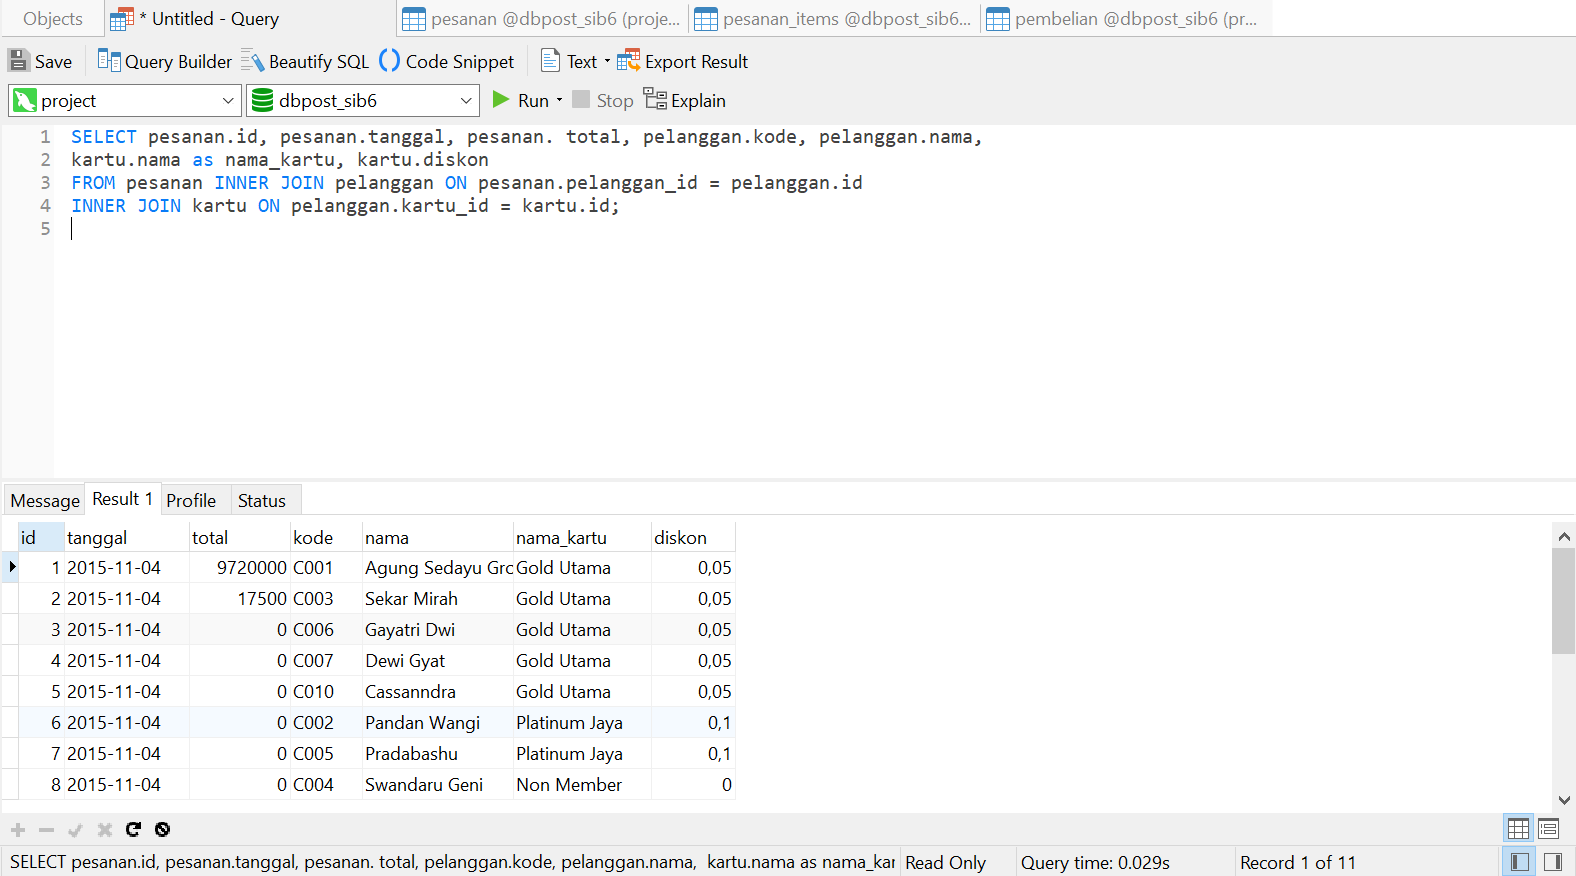 Objects * Untitled - Query pesanan @dbpost_sib6 (proje... pesanan_items @dbpost_sib6... pembelian @dbpost_sib6 (pr...
Save Query Builder Beautify SQL () Code Snippet Text Export Result
project dbpost_sib6 Run Stop Explain
1 SELECT pesanan.id, pesanan.tanggal, pesanan. total, pelanggan.kode, pelanggan.nama,
2 kartu.nama as nama_kartu, kartu.diskon
3 FROM pesanan INNER JOIN pelanggan ON pesanan.pelanggan_id = pelanggan.id
4 INNER JOIN kartu ON pelanggan.kartu_id = kartu.id;
5
Message Result 1 Profile Status
id tanggal total kode nama nama_kartu diskon
1 2015-11-04 9720000 C001 Agung Sedayu Grc Gold Utama 0,05
2 2015-11-04 17500 C003 Sekar Mirah Gold Utama 0,05
3 2015-11-04 0 C006 Gayatri Dwi Gold Utama 0,05
4 2015-11-04 0 C007 Dewi Gyat Gold Utama 0,05
5 2015-11-04 0 C010 Cassanndra Gold Utama 0,05
6 2015-11-04 0 C002 Pandan Wangi Platinum Jaya 0,1
7 2015-11-04 0 C005 Pradabashu Platinum Jaya 0,1
8 2015-11-04 0 C004 Swandaru Geni Non Member 0
SELECT pesanan.id, pesanan.tanggal, pesanan. total, pelanggan.kode, pelanggan.nama, kartu.nama as nama_kar Read Only Query time: 0.029s Record 1 of 11